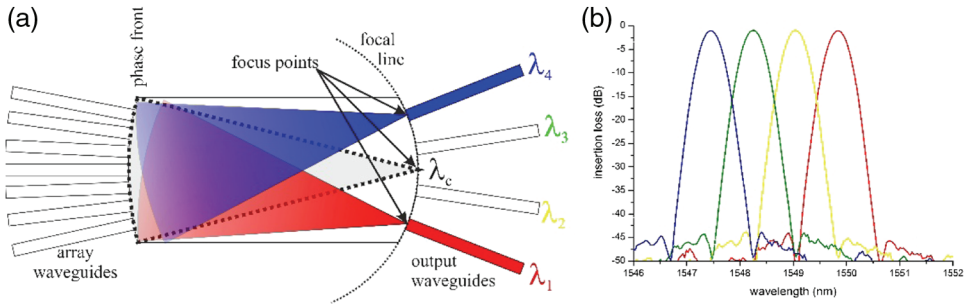 (a)
phase front
focal
line
focus points
λ4
λ3
λc
λ2
λ1
array
waveguides
output
waveguides
(b)
insertion loss (dB)
0
-5
-10
-15
-20
-25
-30
-35
-40
-45
-50
1546
1547
1548
1549
1550
1551
1552
wavelength (nm)